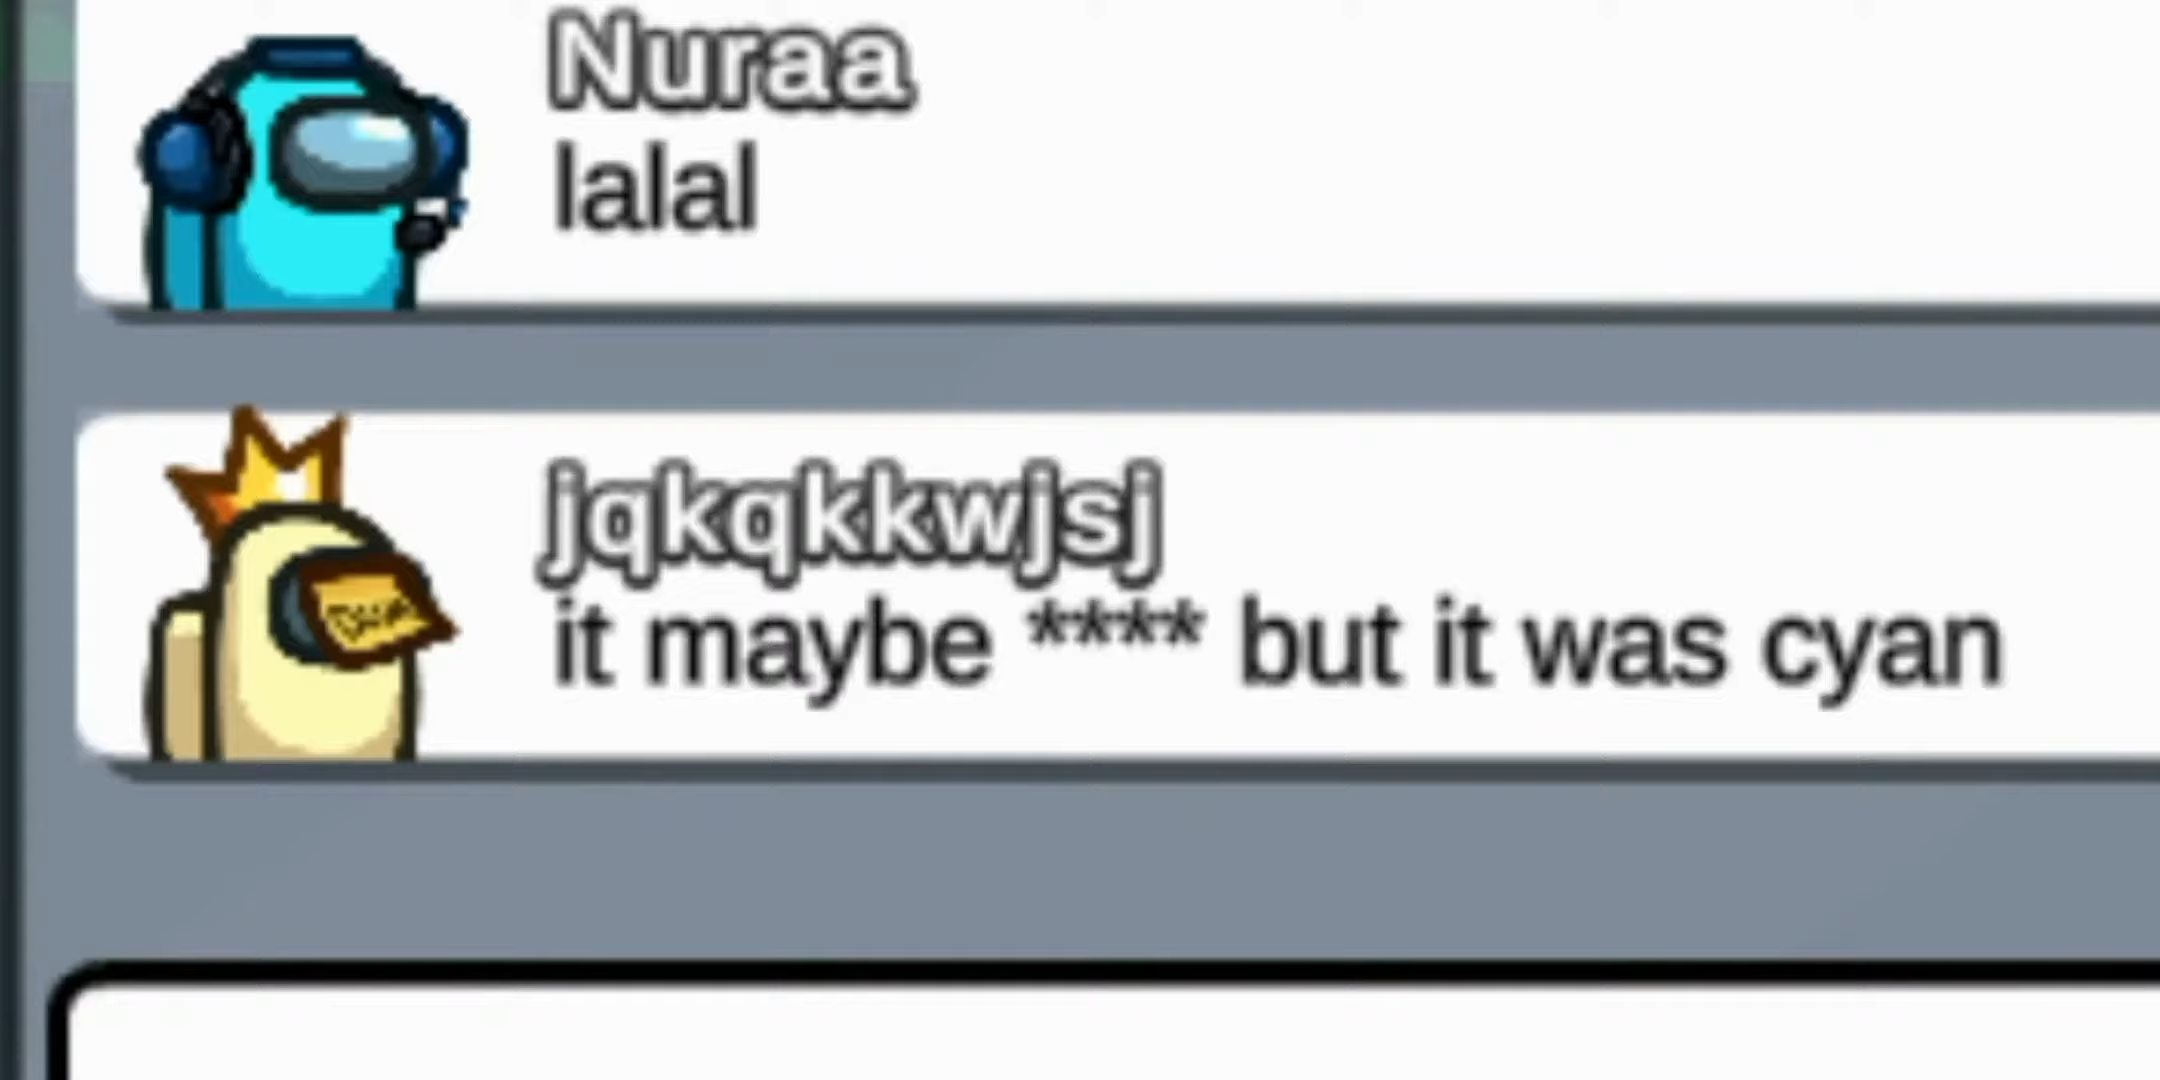 Nuraa
lalal
jqkqkkwjsj
it maybe **** but it was cyan